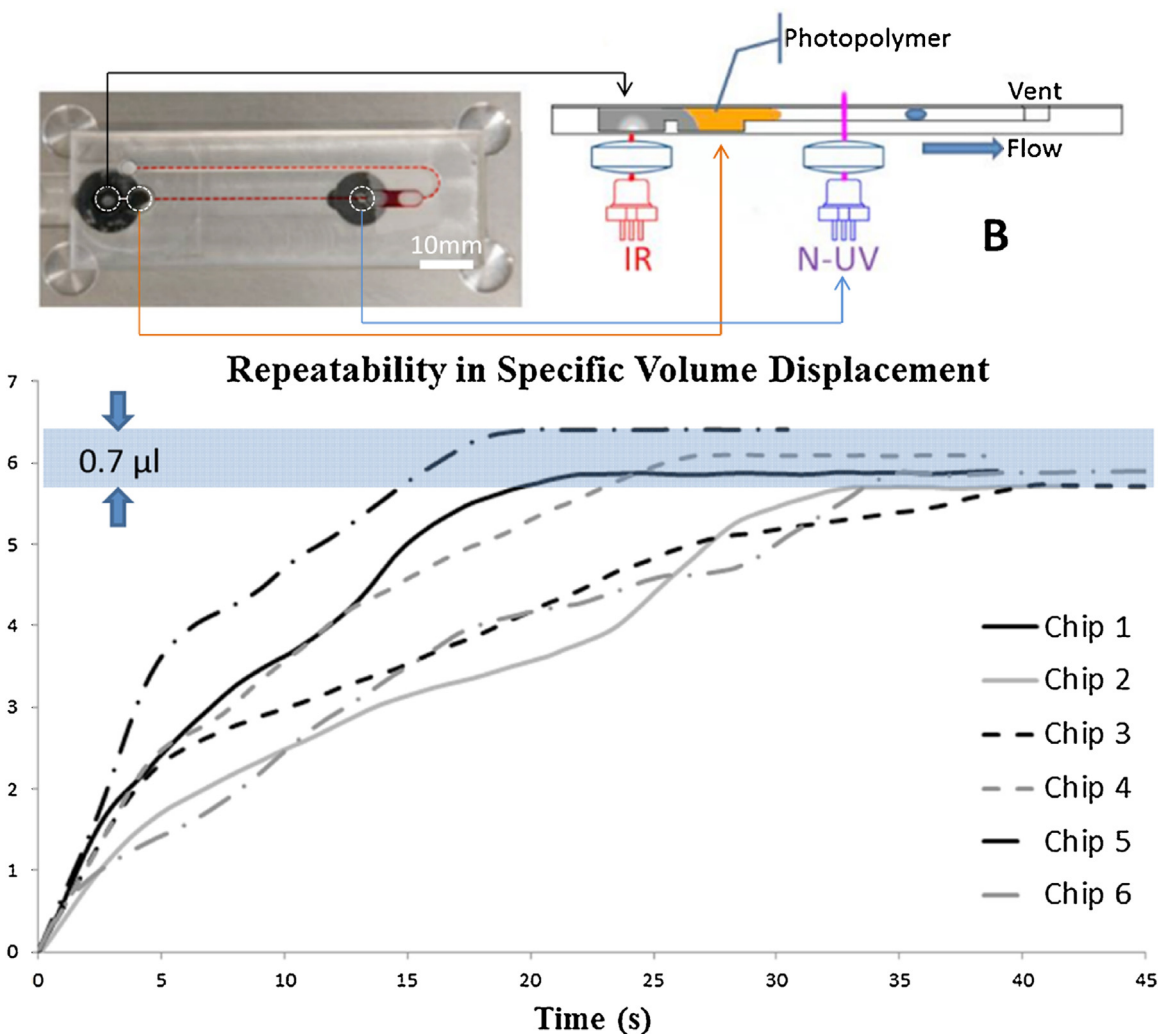 Photopolymer
Vent
Flow
10mm
IR
N-UV
B
Repeatability in Specific Volume Displacement
7
6
5
4
3
2
1
0
0.7 µl
Chip 1
Chip 2
Chip 3
Chip 4
Chip 5
Chip 6
0 5 10 15 20 25 30 35 40 45
Time (s)